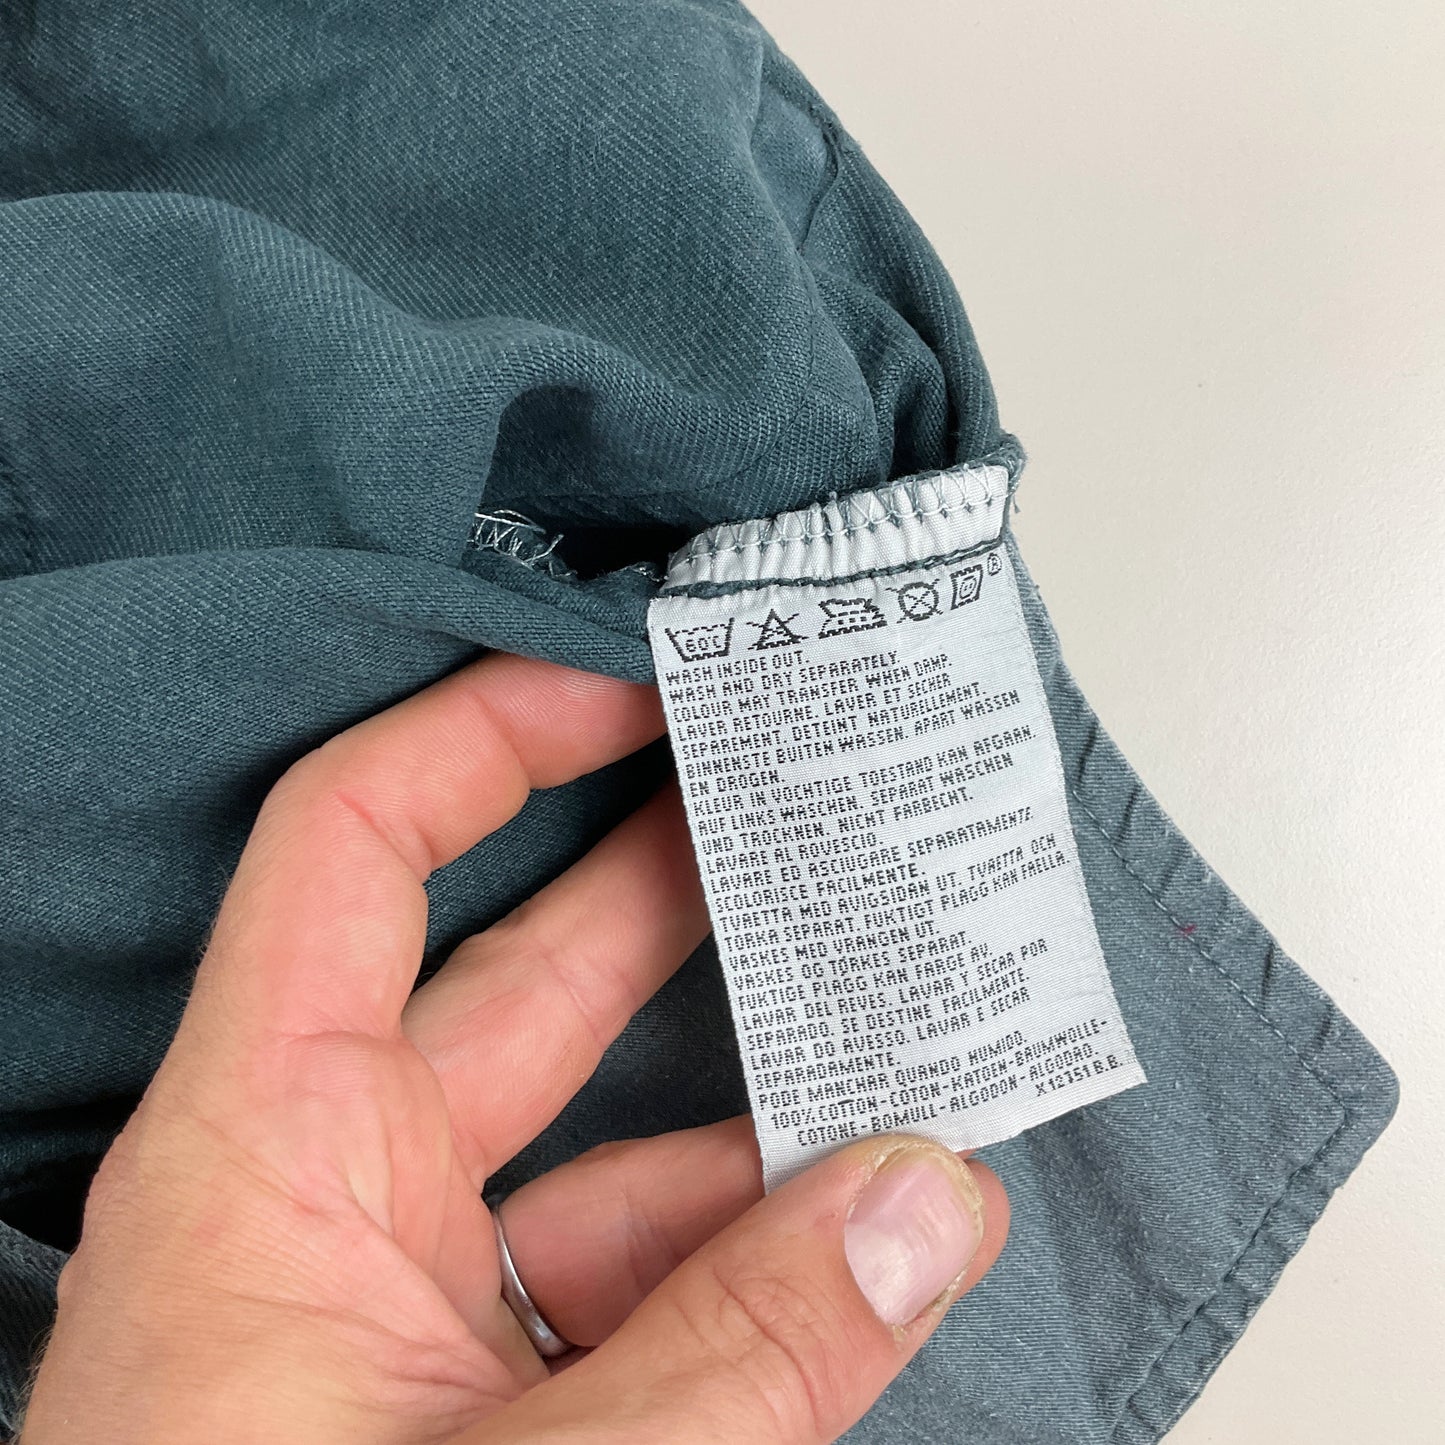 60°C ®
WASH INSIDE OUT.
WASH AND DRY SEPARATELY.
COLOUR MAY TRANSFER WHEN DAMP.
LAVER RETOURNE. LAVER ET SECHER
SEPAREMENT. DETEINT NATURELLEMENT.
BINNENSTE BUITEN WASSEN. APART WASSEN
EN DROGEN.
KLEUR IN VOCHTIGE TOESTAND KAN AFGAAN.
AUF LINKS WASCHEN. SEPARAT WASCHEN
UND TROCKNEN. NICHT FARBECHT.
LAVARE AL ROVESCIO.
LAVARE ED ASCIUGARE SEPARATAMENTE.
SCOLORISCE FACILMENTE.
TVAETTA MED AVIGSIDAN UT. TVAETTA OCH
TORKA SEPARAT. FUKTIGT PLAGG KAN FAELLA.
VASKES MED VRANGEN UT.
VASKES OG TORKES SEPARAT.
FUKTIGE PLAGG KAN FARGE AV.
LAVAR DEL REVES. LAVAR Y SECAR POR
SEPARADO. SE DESTINE FACILMENTE.
LAVAR DO AVESSO. LAVAR E SECAR
SEPARADAMENTE.
PODE MANCHAR QUANDO HUMIDO.
100% COTTON-COTON-KATOEN-BAUMWOLLE-
COTONE-BOMULL-ALGODON-ALGODAO.
X12351 B.B.